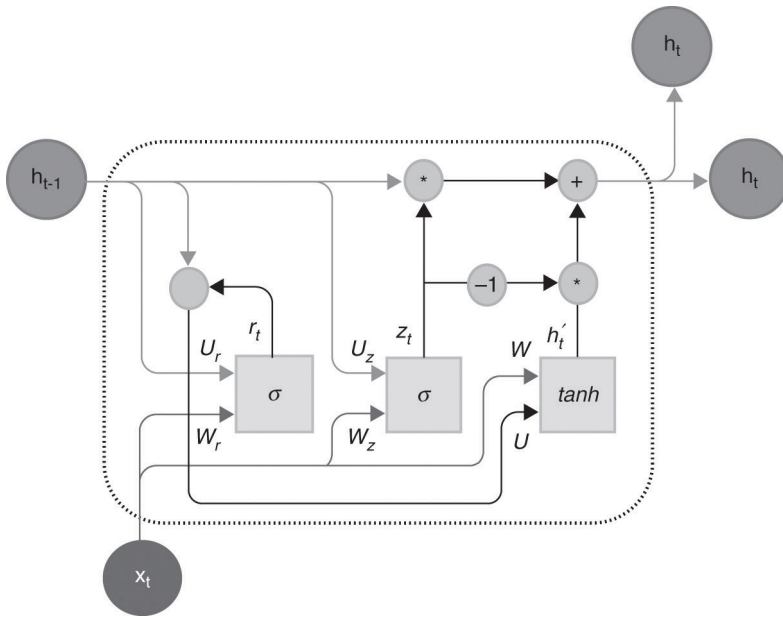 h_t
h_{t-1}
*
+
h_t
−1
*
r_t
z_t
h'_t
U_r
U_z
W
σ
σ
tanh
W_r
W_z
U
x_t